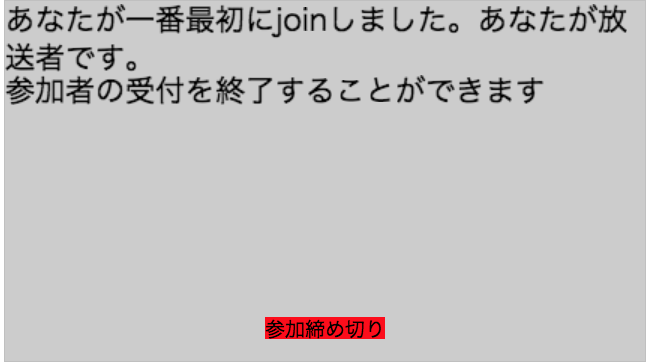 あなたが一番最初にjoinしました。あなたが放
送者です。
参加者の受付を終了することができます
参加締め切り